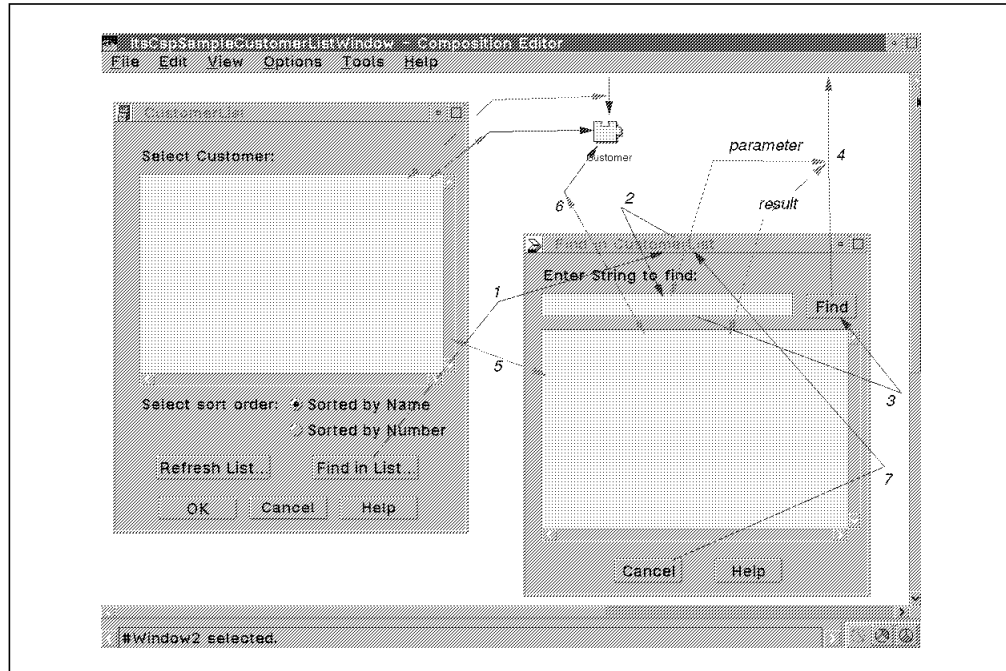 ItsCspSampleCustomerListWindow - Composition Editor
File Edit View Options Tools Help
CustomerList
Select Customer:
Customer
parameter
4
2
result
6
Find in CustomerList
Enter String to find:
1
Find
5
3
Select sort order: Sorted by Name
Sorted by Number
Refresh List... Find in List...
7
OK Cancel Help
Cancel Help
#Window2 selected.